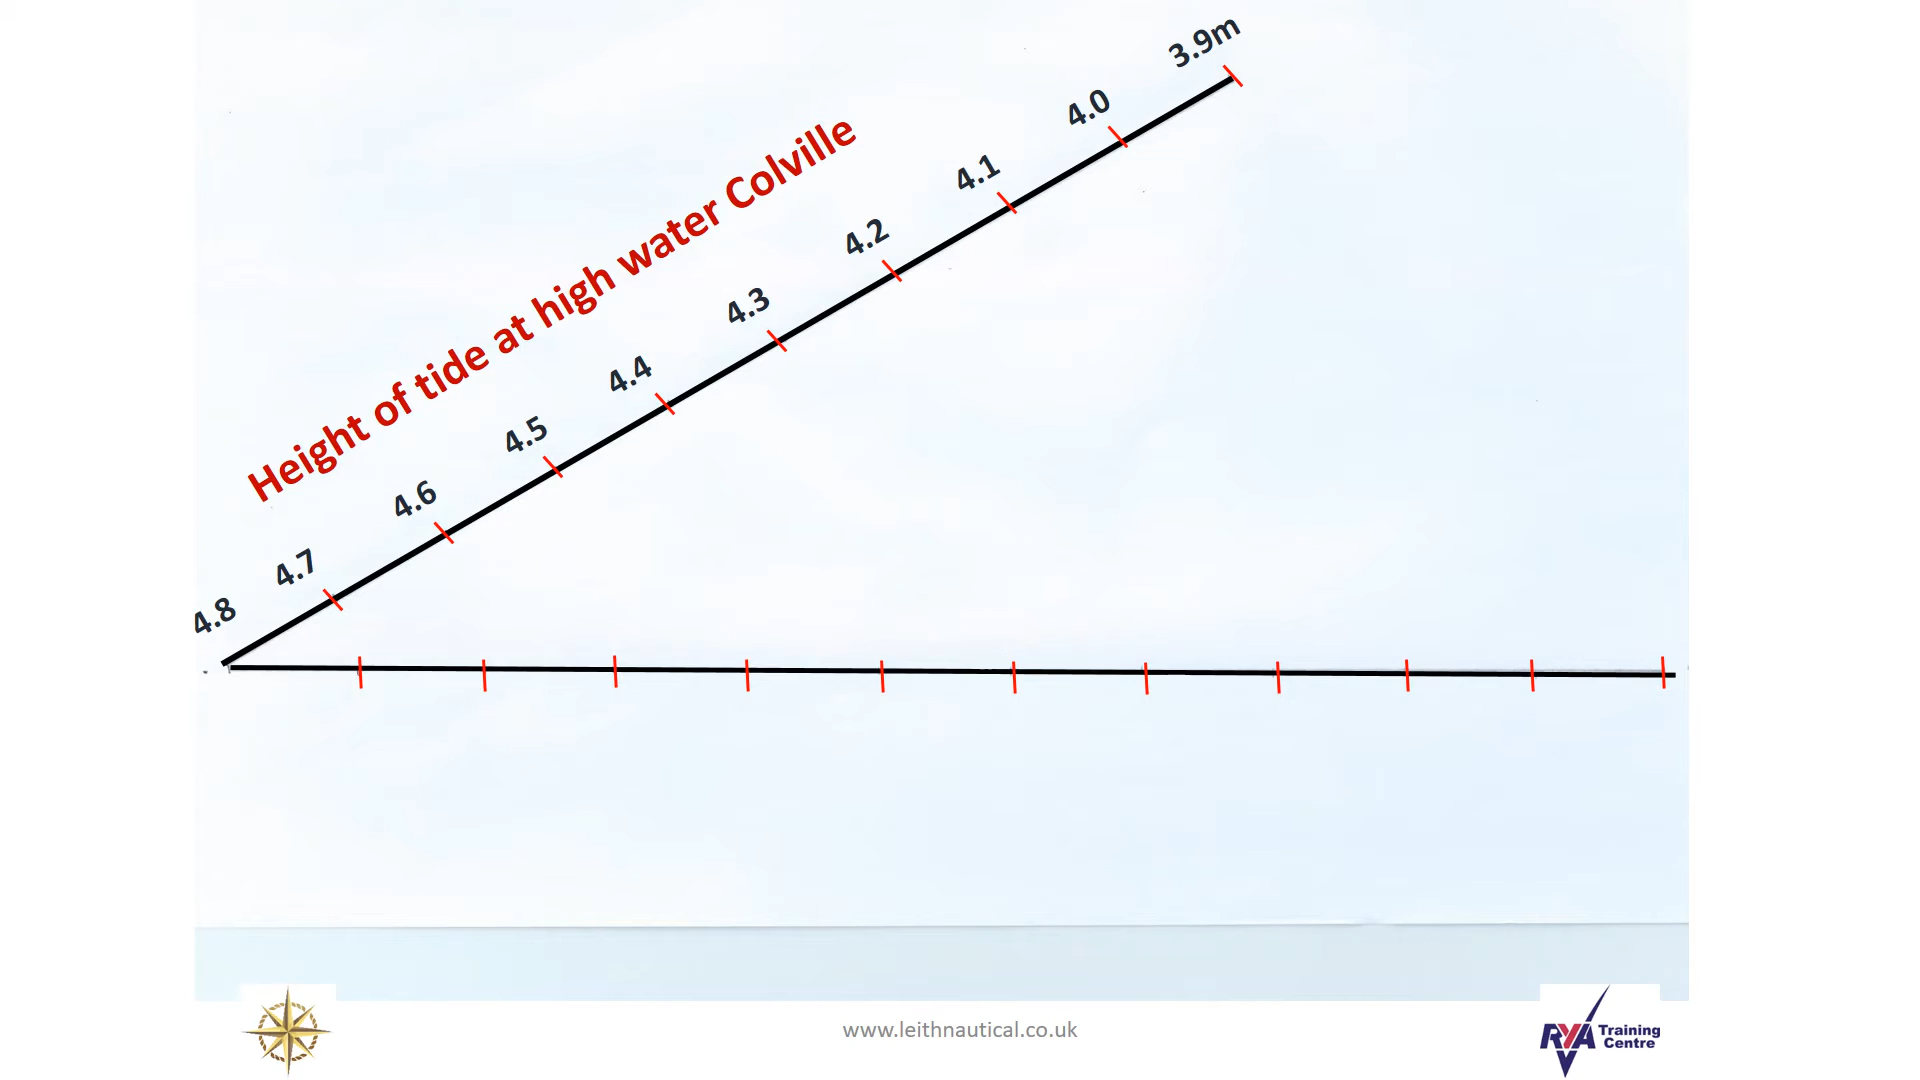 3.9m
4.0
4.1
4.2
4.3
4.4
4.5
4.6
4.7
4.8
Height of tide at high water Colville
www.leithnautical.co.uk
RYA Training
Centre